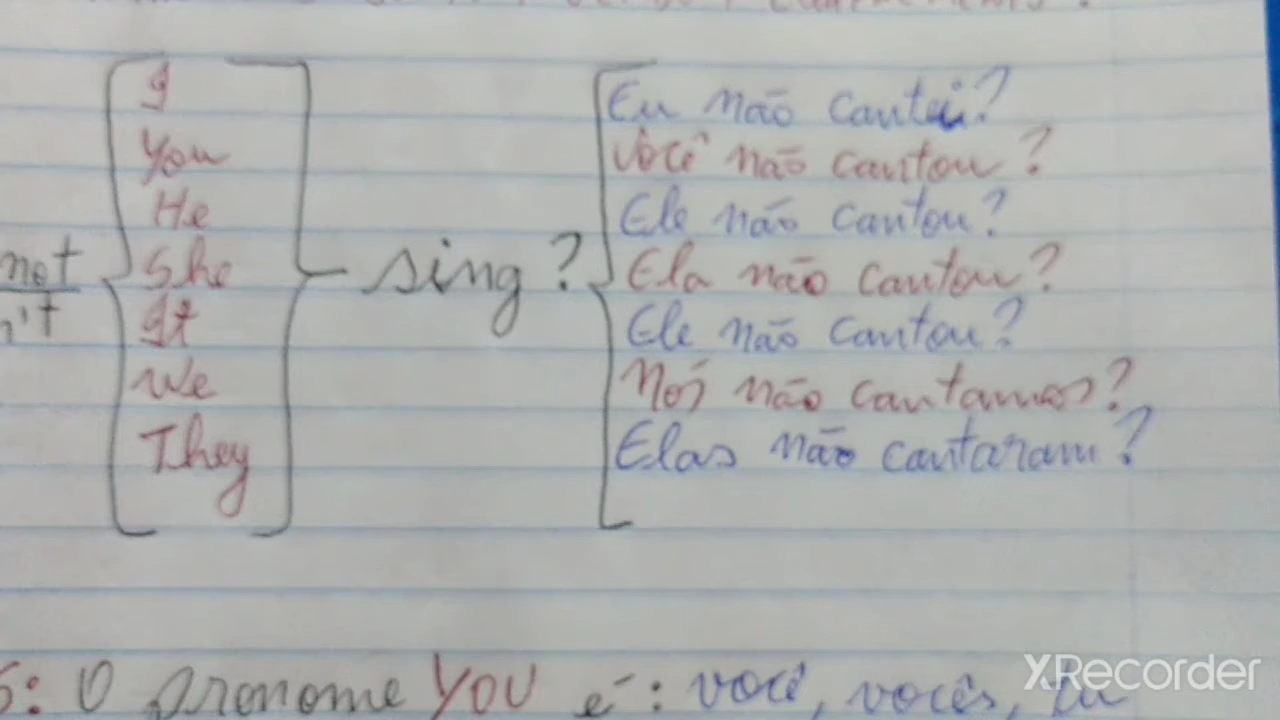 I Eu não cantei?
You Você não cantou?
He Ele não cantou?
not She sing? Ela não cantou?
n't It Ele não cantou?
We Nós não cantamos?
They Elas não cantaram?
S: O pronome YOU é: você, vocês, tu
XRecorder